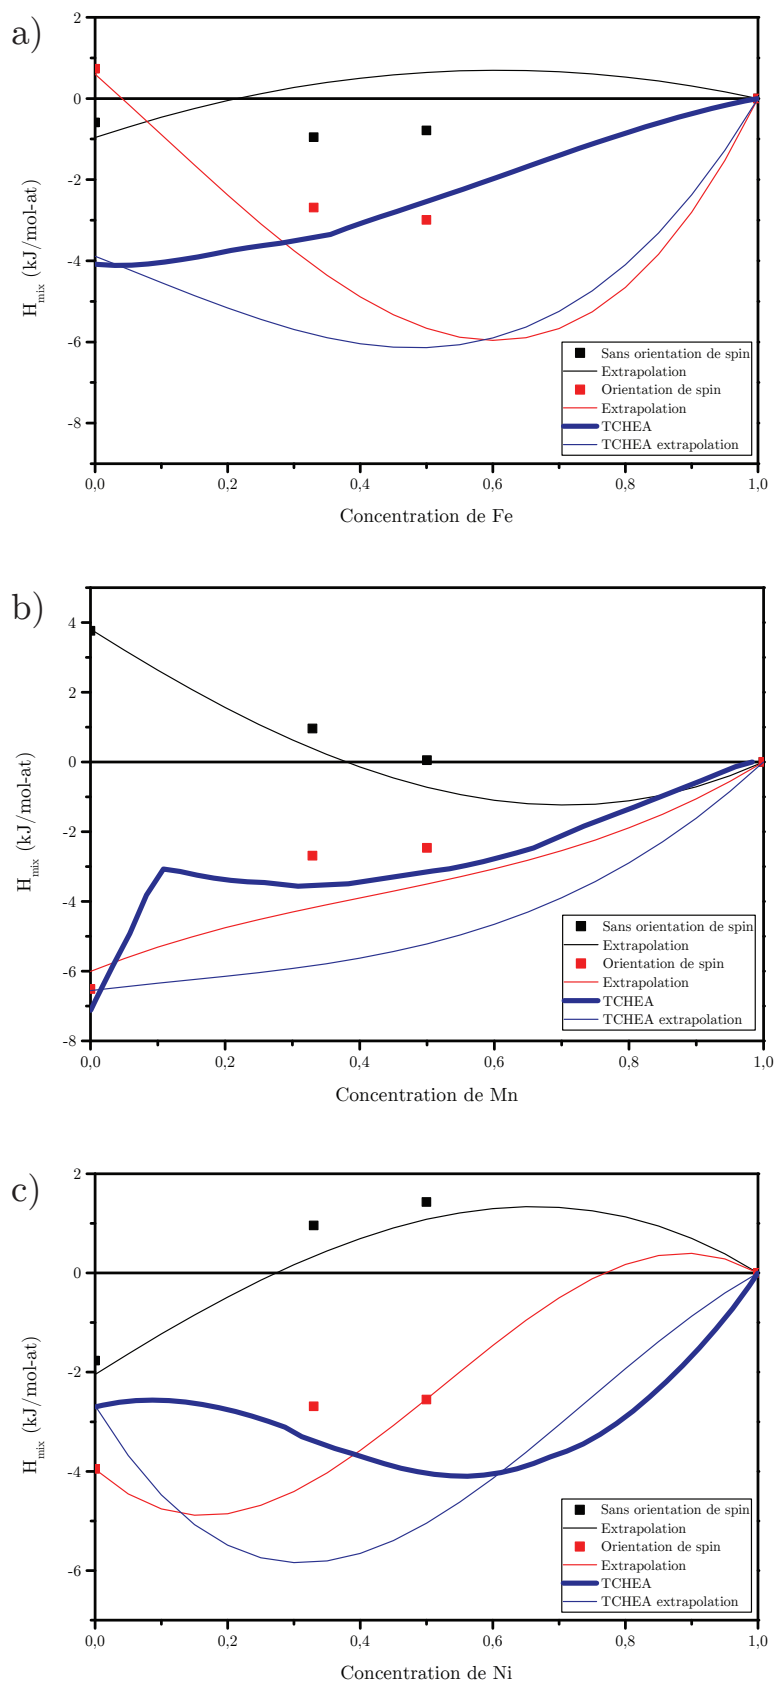 a)
2
0
-2
-4
-6
-8
H_mix (kJ/mol-at)
Sans orientation de spin
Extrapolation
Orientation de spin
Extrapolation
TCHEA
TCHEA extrapolation
0,0 0,2 0,4 0,6 0,8 1,0
Concentration de Fe
b)
4
2
0
-2
-4
-6
-8
H_mix (kJ/mol-at)
Sans orientation de spin
Extrapolation
Orientation de spin
Extrapolation
TCHEA
TCHEA extrapolation
0,0 0,2 0,4 0,6 0,8 1,0
Concentration de Mn
c)
2
0
-2
-4
-6
H_mix (kJ/mol-at)
Sans orientation de spin
Extrapolation
Orientation de spin
Extrapolation
TCHEA
TCHEA extrapolation
0,0 0,2 0,4 0,6 0,8 1,0
Concentration de Ni